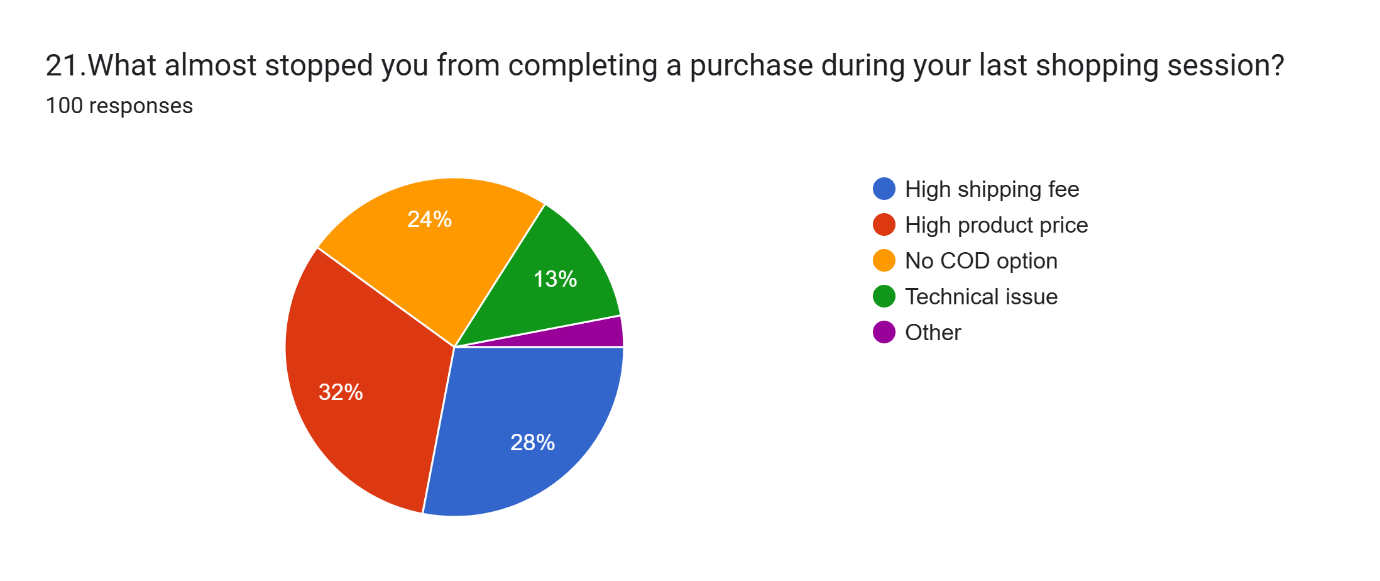 21.What almost stopped you from completing a purchase during your last shopping session?
100 responses
24%
13%
32%
28%
High shipping fee
High product price
No COD option
Technical issue
Other